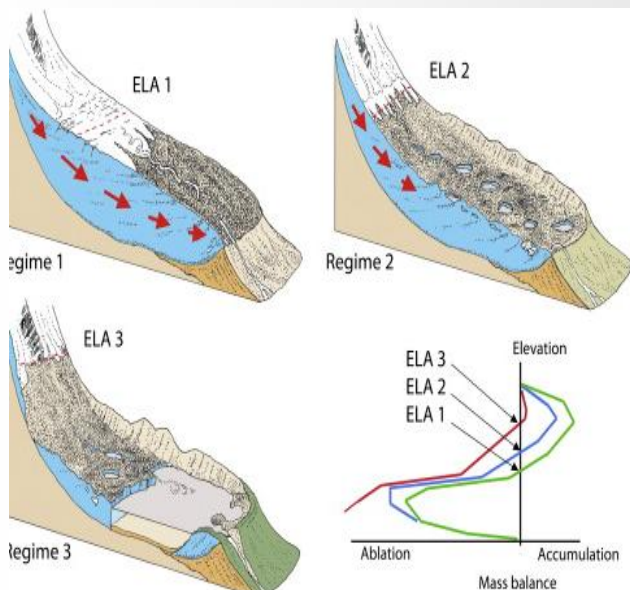 ELA 1
ELA 2
egime 1
Regime 2
ELA 3
Regime 3
Elevation
ELA 3
ELA 2
ELA 1
Ablation
Accumulation
Mass balance